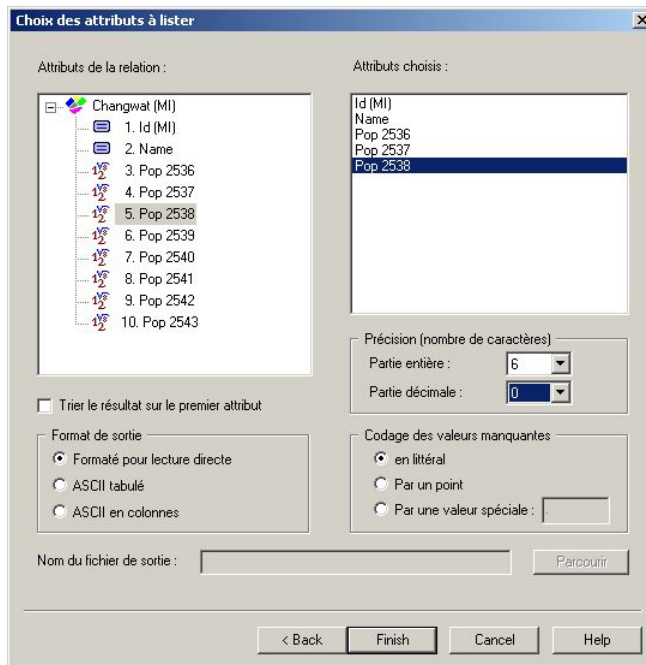 Choix des attributs à lister
Attributs de la relation :
Changwat (MI)
1. Id (MI)
2. Name
3. Pop 2536
4. Pop 2537
5. Pop 2538
6. Pop 2539
7. Pop 2540
8. Pop 2541
9. Pop 2542
10. Pop 2543
Attributs choisis :
Id (MI)
Name
Pop 2536
Pop 2537
Pop 2538
Précision (nombre de caractères)
Partie entière : 6
Partie décimale : 0
Trier le résultat sur le premier attribut
Format de sortie
Formaté pour lecture directe
ASCII tabulé
ASCII en colonnes
Codage des valeurs manquantes
en littéral
Par un point
Par une valeur spéciale : .
Nom du fichier de sortie :
Parcourir
< Back
Finish
Cancel
Help